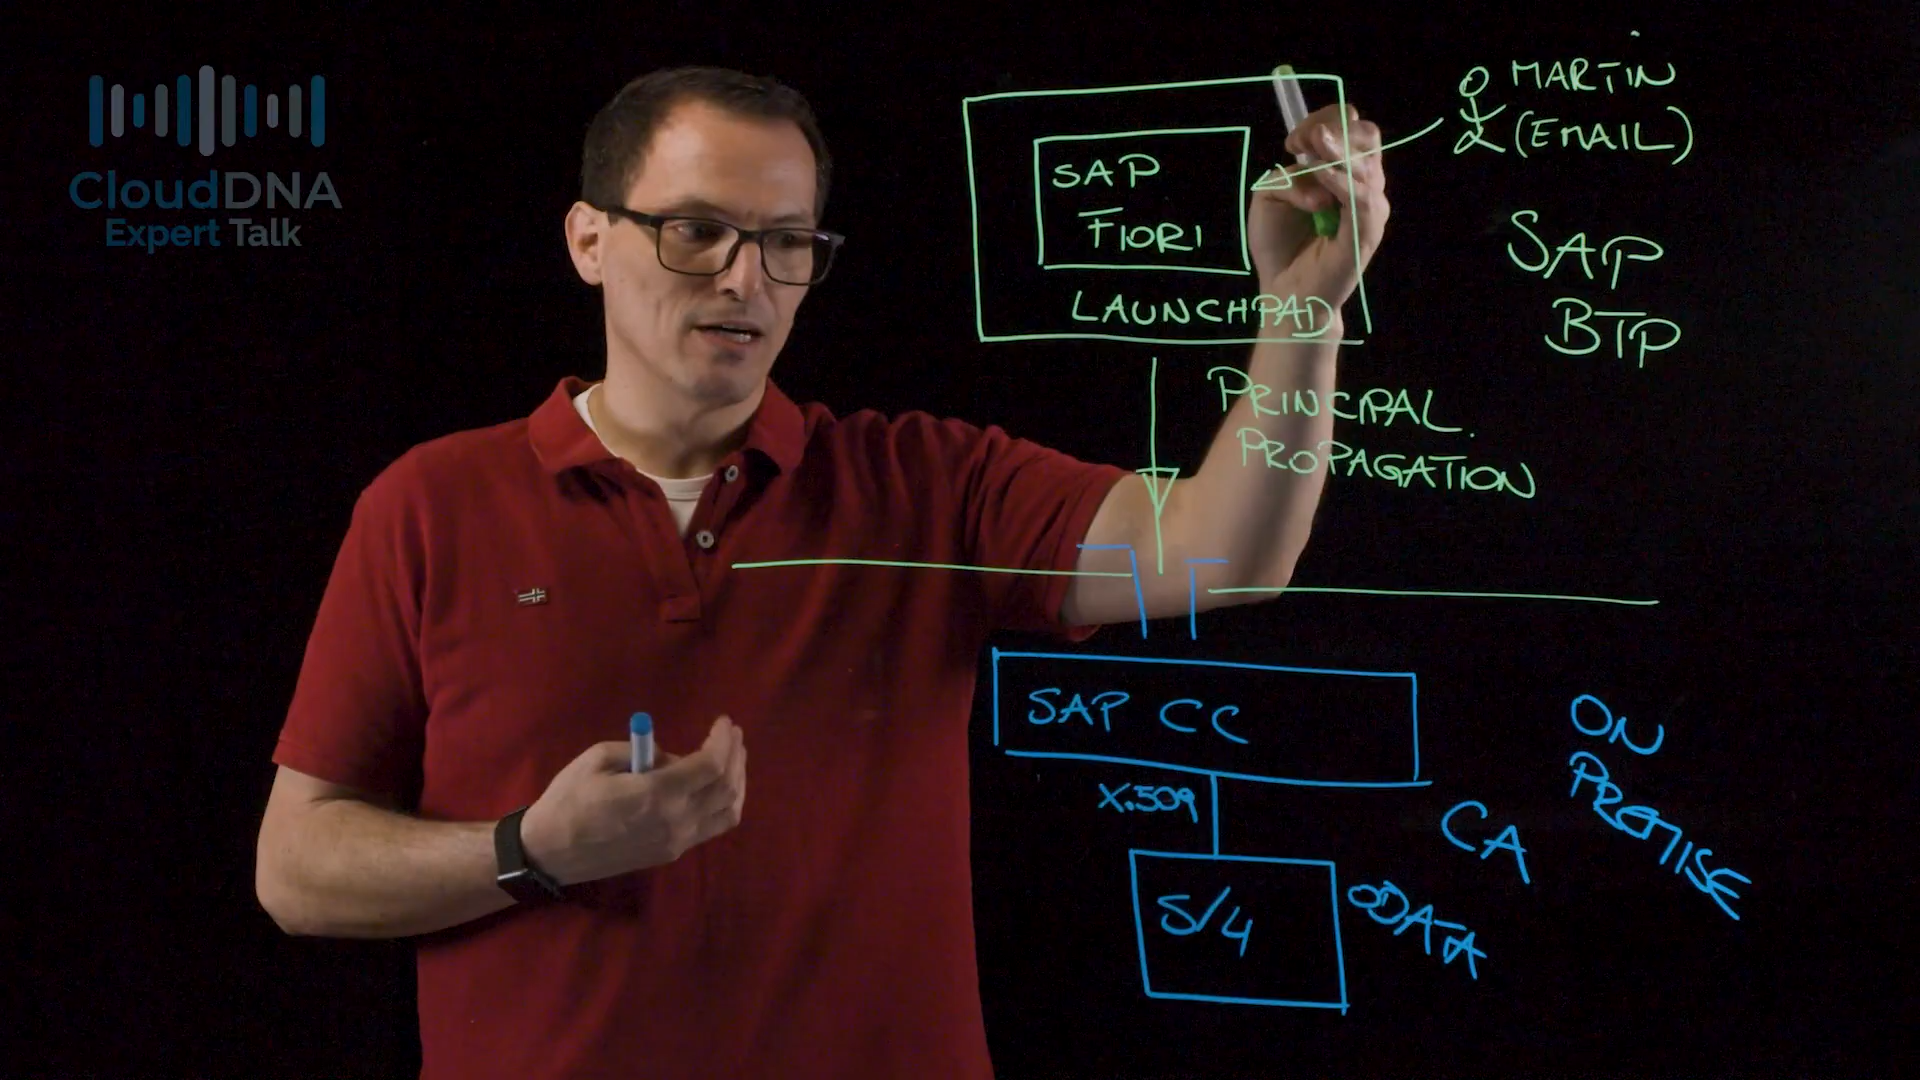 CloudDNA
Expert Talk
MARTIN
(EMAIL)
SAP
FIORI
LAUNCHPAD
SAP
BTP
PRINCIPAL
PROPAGATION
SAP CC
X.509
CA
ON
PREMISE
S/4
ODATA